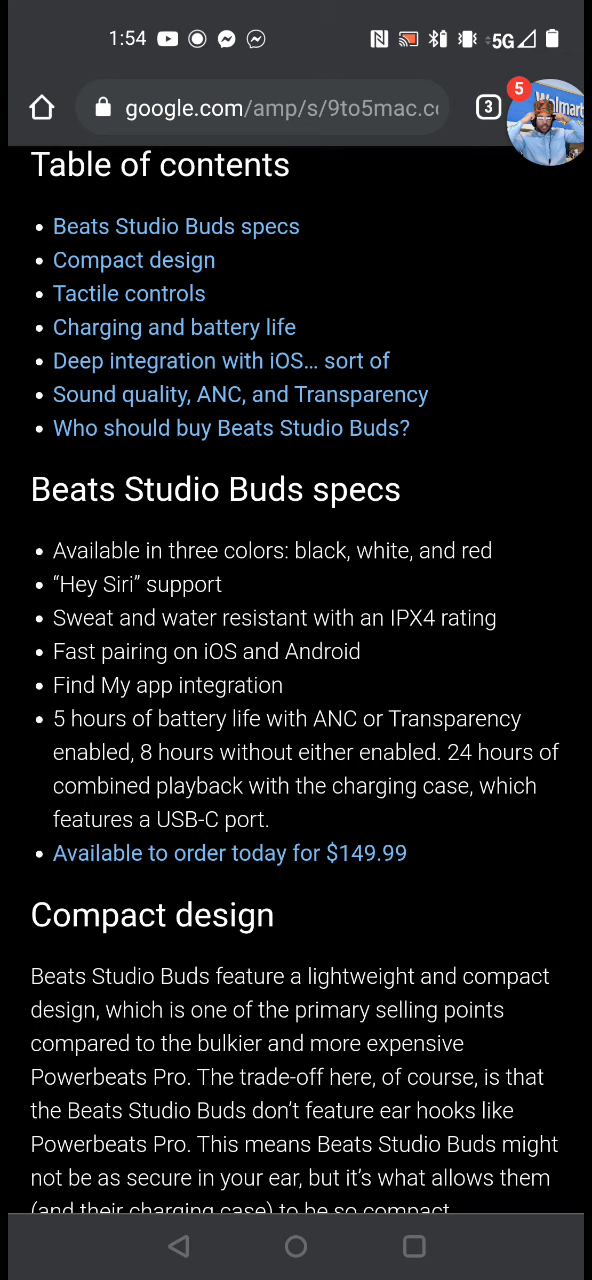 1:54
5G
google.com/amp/s/9to5mac.c
3
5
Walmart
Table of contents
• Beats Studio Buds specs
• Compact design
• Tactile controls
• Charging and battery life
• Deep integration with iOS... sort of
• Sound quality, ANC, and Transparency
• Who should buy Beats Studio Buds?
Beats Studio Buds specs
• Available in three colors: black, white, and red
• “Hey Siri” support
• Sweat and water resistant with an IPX4 rating
• Fast pairing on iOS and Android
• Find My app integration
• 5 hours of battery life with ANC or Transparency
enabled, 8 hours without either enabled. 24 hours of
combined playback with the charging case, which
features a USB-C port.
• Available to order today for $149.99
Compact design
Beats Studio Buds feature a lightweight and compact
design, which is one of the primary selling points
compared to the bulkier and more expensive
Powerbeats Pro. The trade-off here, of course, is that
the Beats Studio Buds don’t feature ear hooks like
Powerbeats Pro. This means Beats Studio Buds might
not be as secure in your ear, but it’s what allows them
(and their charging case) to be so compact